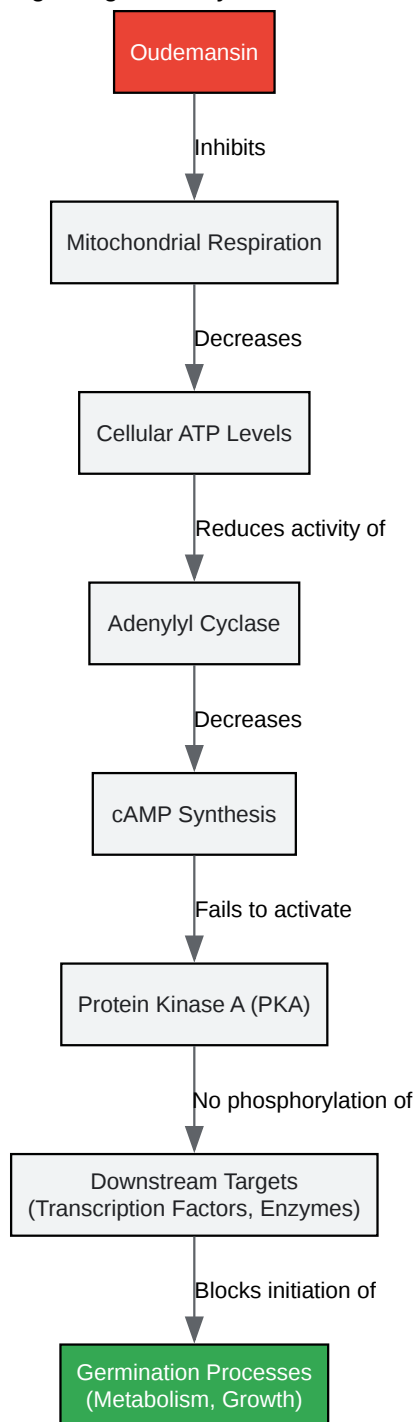 Oudemansin
Inhibits
Mitochondrial Respiration
Decreases
Cellular ATP Levels
Reduces activity of
Adenylyl Cyclase
Decreases
cAMP Synthesis
Fails to activate
Protein Kinase A (PKA)
No phosphorylation of
Downstream Targets
(Transcription Factors, Enzymes)
Blocks initiation of
Germination Processes
(Metabolism, Growth)